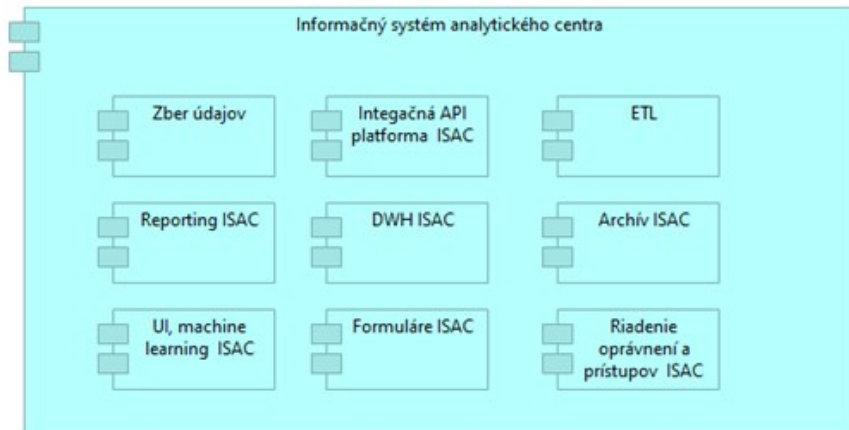 Informačný systém analytického centra
Zber údajov
Integačná API
platforma ISAC
ETL
Reporting ISAC
DWH ISAC
Archív ISAC
UI, machine
learning ISAC
Formuláre ISAC
Riadenie
oprávnení a
prístupov ISAC